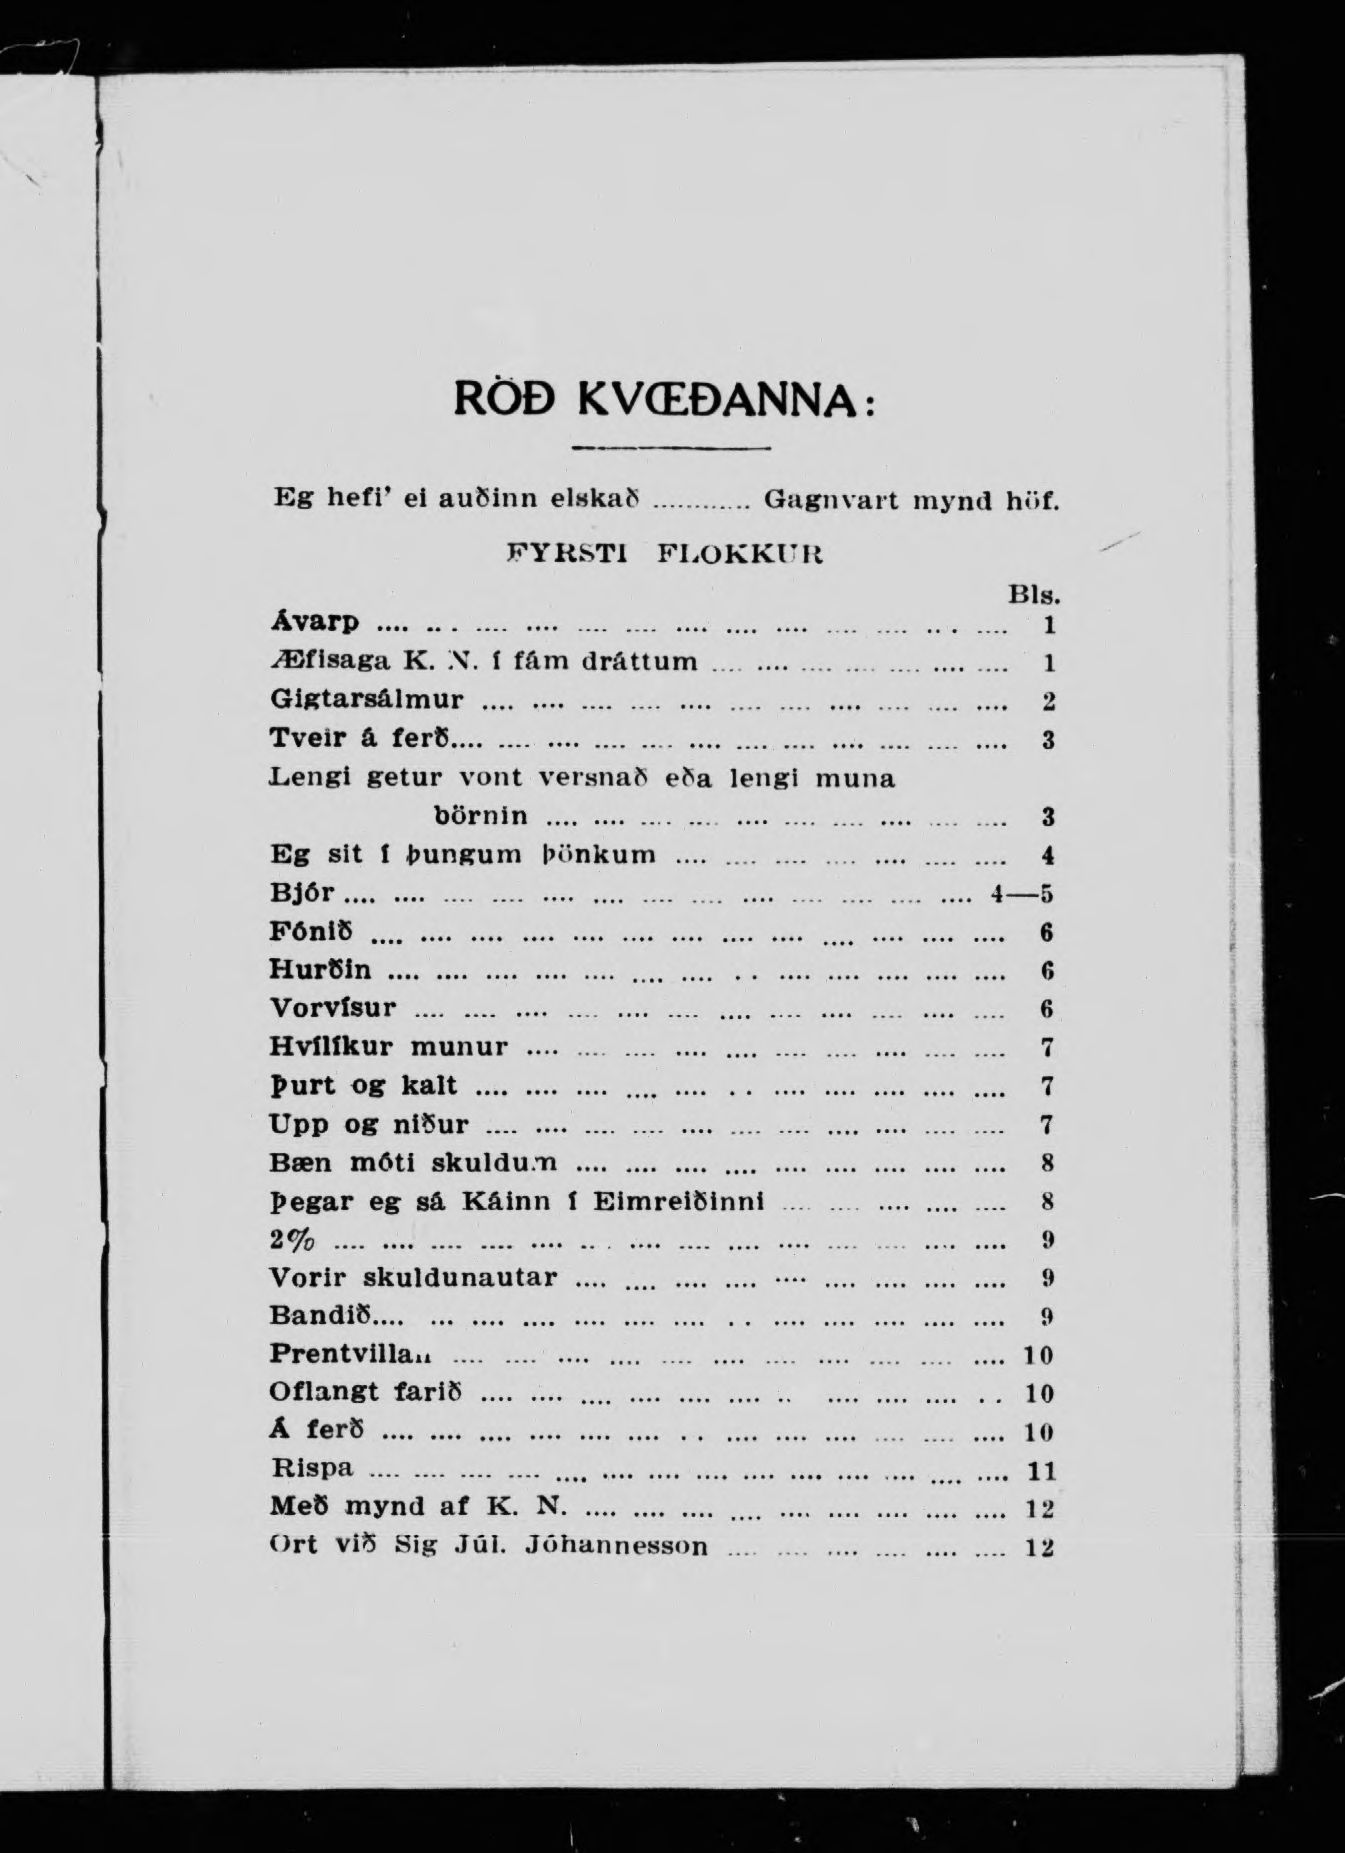 RÖÐ KVŒÐANNA:
Eg hefi' ei auðinn elskað ............ Gagnvart mynd höf.
FYRSTI FLOKKUR
Bls.
Ávarp .... .... .... .... .... .... .... .... .... .... .... .... .... 1
Æfisaga K. N. í fám dráttum .... .... .... .... .... .... 1
Gigtarsálmur .... .... .... .... .... .... .... .... .... .... .... 2
Tveir á ferð.... .... .... .... .... .... .... .... .... .... .... .... 3
Lengi getur vont versnað eða lengi muna
börnin .... .... .... .... .... .... .... .... .... .... 3
Eg sit í þungum þönkum .... .... .... .... .... .... .... 4
Bjór .... .... .... .... .... .... .... .... .... .... .... .... .... 4—5
Fónið .... .... .... .... .... .... .... .... .... .... .... .... .... 6
Hurðin .... .... .... .... .... .... .... .... .... .... .... .... .... 6
Vorvísur .... .... .... .... .... .... .... .... .... .... .... .... 6
Hvílíkur munur .... .... .... .... .... .... .... .... .... .... 7
Þurt og kalt .... .... .... .... .... .... .... .... .... .... .... 7
Upp og niður .... .... .... .... .... .... .... .... .... .... .... 7
Bæn móti skuldum .... .... .... .... .... .... .... .... .... 8
Þegar eg sá Káinn í Eimreiðinni .... .... .... .... .... 8
2% .... .... .... .... .... .... .... .... .... .... .... .... .... .... 9
Vorir skuldunautar .... .... .... .... .... .... .... .... .... 9
Bandið.... .... .... .... .... .... .... .... .... .... .... .... .... 9
Prentvillan .... .... .... .... .... .... .... .... .... .... .... 10
Oflangt farið .... .... .... .... .... .... .... .... .... .... .... 10
Á ferð .... .... .... .... .... .... .... .... .... .... .... .... .... 10
Rispa .... .... .... .... .... .... .... .... .... .... .... .... .... .... 11
Með mynd af K. N. .... .... .... .... .... .... .... .... .... 12
Ort við Sig Júl. Jóhannesson .... .... .... .... .... .... 12